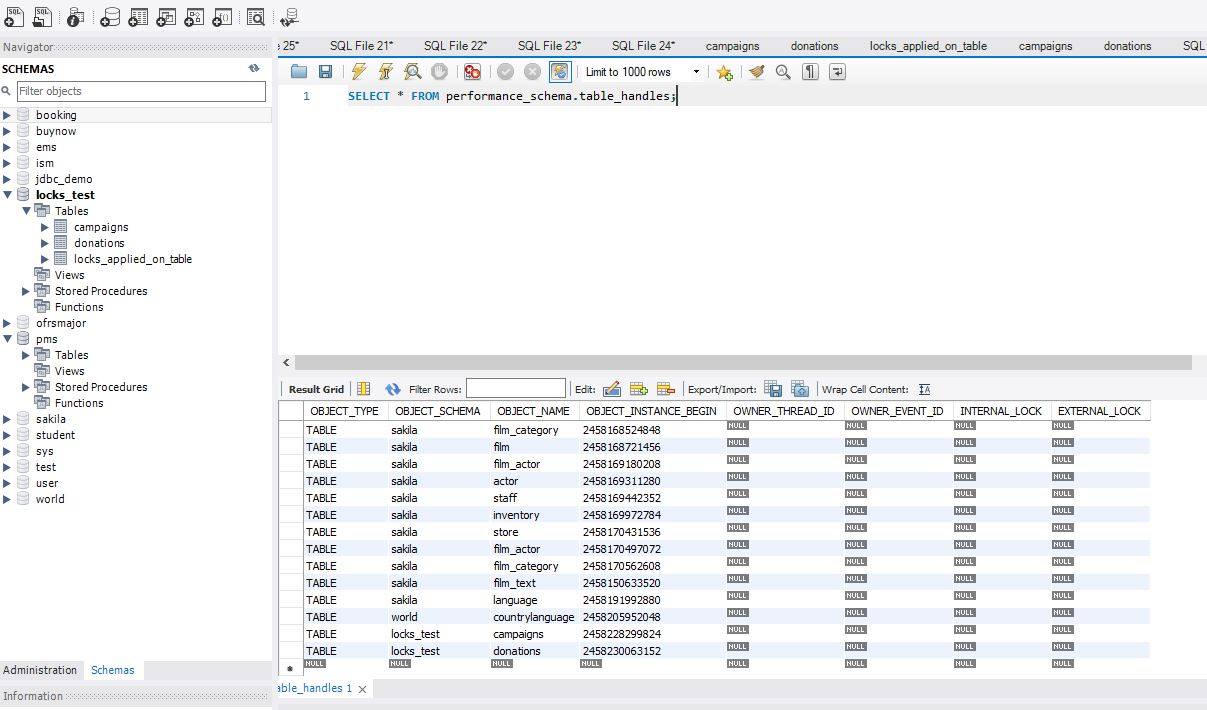 e 25* SQL File 21* SQL File 22* SQL File 23* SQL File 24* campaigns donations locks_applied_on_table campaigns donations SQL
Navigator
SCHEMAS
Filter objects
booking
buynow
ems
ism
jdbc_demo
locks_test
Tables
campaigns
donations
locks_applied_on_table
Views
Stored Procedures
Functions
ofrsmajor
pms
Tables
Views
Stored Procedures
Functions
sakila
student
sys
test
user
world
Administration Schemas
Information
Limit to 1000 rows
1 SELECT * FROM performance_schema.table_handles;
Result Grid Filter Rows: Edit: Export/Import: Wrap Cell Content:
OBJECT_TYPE OBJECT_SCHEMA OBJECT_NAME OBJECT_INSTANCE_BEGIN OWNER_THREAD_ID OWNER_EVENT_ID INTERNAL_LOCK EXTERNAL_LOCK
TABLE sakila film_category 2458168524848 NULL NULL NULL NULL
TABLE sakila film 2458168721456 NULL NULL NULL NULL
TABLE sakila film_actor 2458169180208 NULL NULL NULL NULL
TABLE sakila actor 2458169311280 NULL NULL NULL NULL
TABLE sakila staff 2458169442352 NULL NULL NULL NULL
TABLE sakila inventory 2458169972784 NULL NULL NULL NULL
TABLE sakila store 2458170431536 NULL NULL NULL NULL
TABLE sakila film_actor 2458170497072 NULL NULL NULL NULL
TABLE sakila film_category 2458170562608 NULL NULL NULL NULL
TABLE sakila film_text 2458150633520 NULL NULL NULL NULL
TABLE sakila language 2458191992880 NULL NULL NULL NULL
TABLE world countrylanguage 2458205952048 NULL NULL NULL NULL
TABLE locks_test campaigns 2458228299824 NULL NULL NULL NULL
TABLE locks_test donations 2458230063152 NULL NULL NULL NULL
NULL NULL NULL NULL NULL NULL NULL NULL
able_handles 1